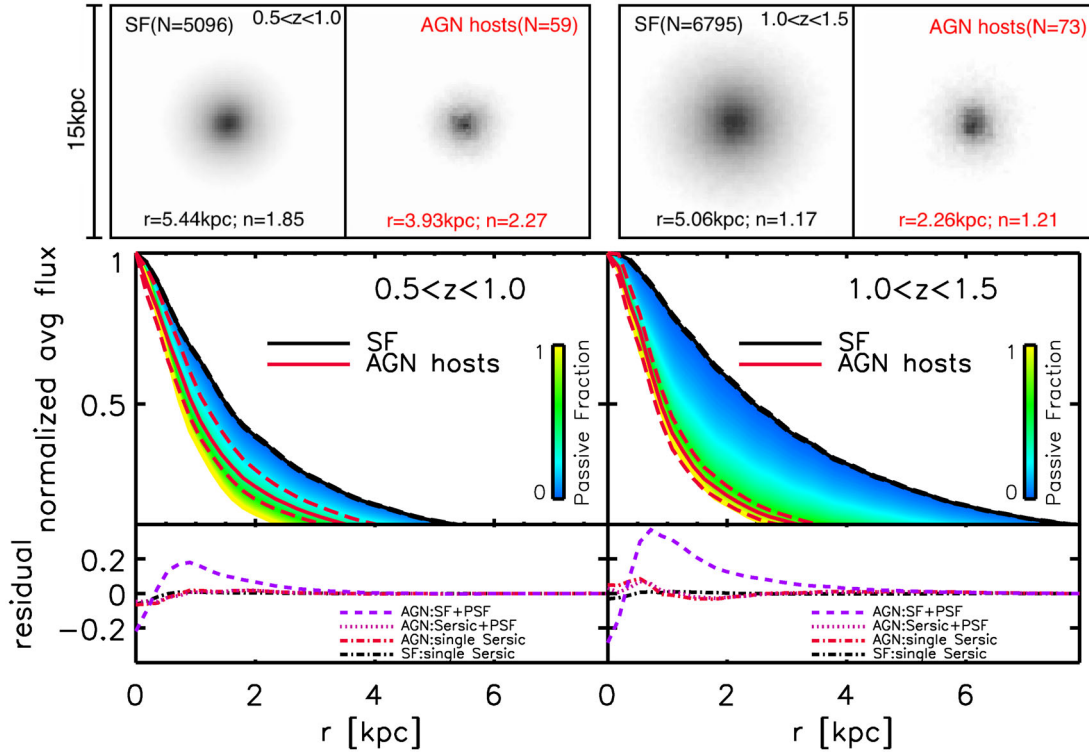 SF(N=5096) 0.5<z<1.0
AGN hosts(N=59)
SF(N=6795) 1.0<z<1.5
AGN hosts(N=73)
15kpc
r=5.44kpc; n=1.85
r=3.93kpc; n=2.27
r=5.06kpc; n=1.17
r=2.26kpc; n=1.21
normalized avg flux
1
0.5
0.5<z<1.0
SF
AGN hosts
1
0
Passive Fraction
1.0<z<1.5
SF
AGN hosts
1
0
Passive Fraction
residual
0.2
0
−0.2
AGN:SF+PSF
AGN:Sersic+PSF
AGN:single Sersic
SF:single Sersic
AGN:SF+PSF
AGN:Sersic+PSF
AGN:single Sersic
SF:single Sersic
0 2 4 6
0 2 4 6
r [kpc]
r [kpc]